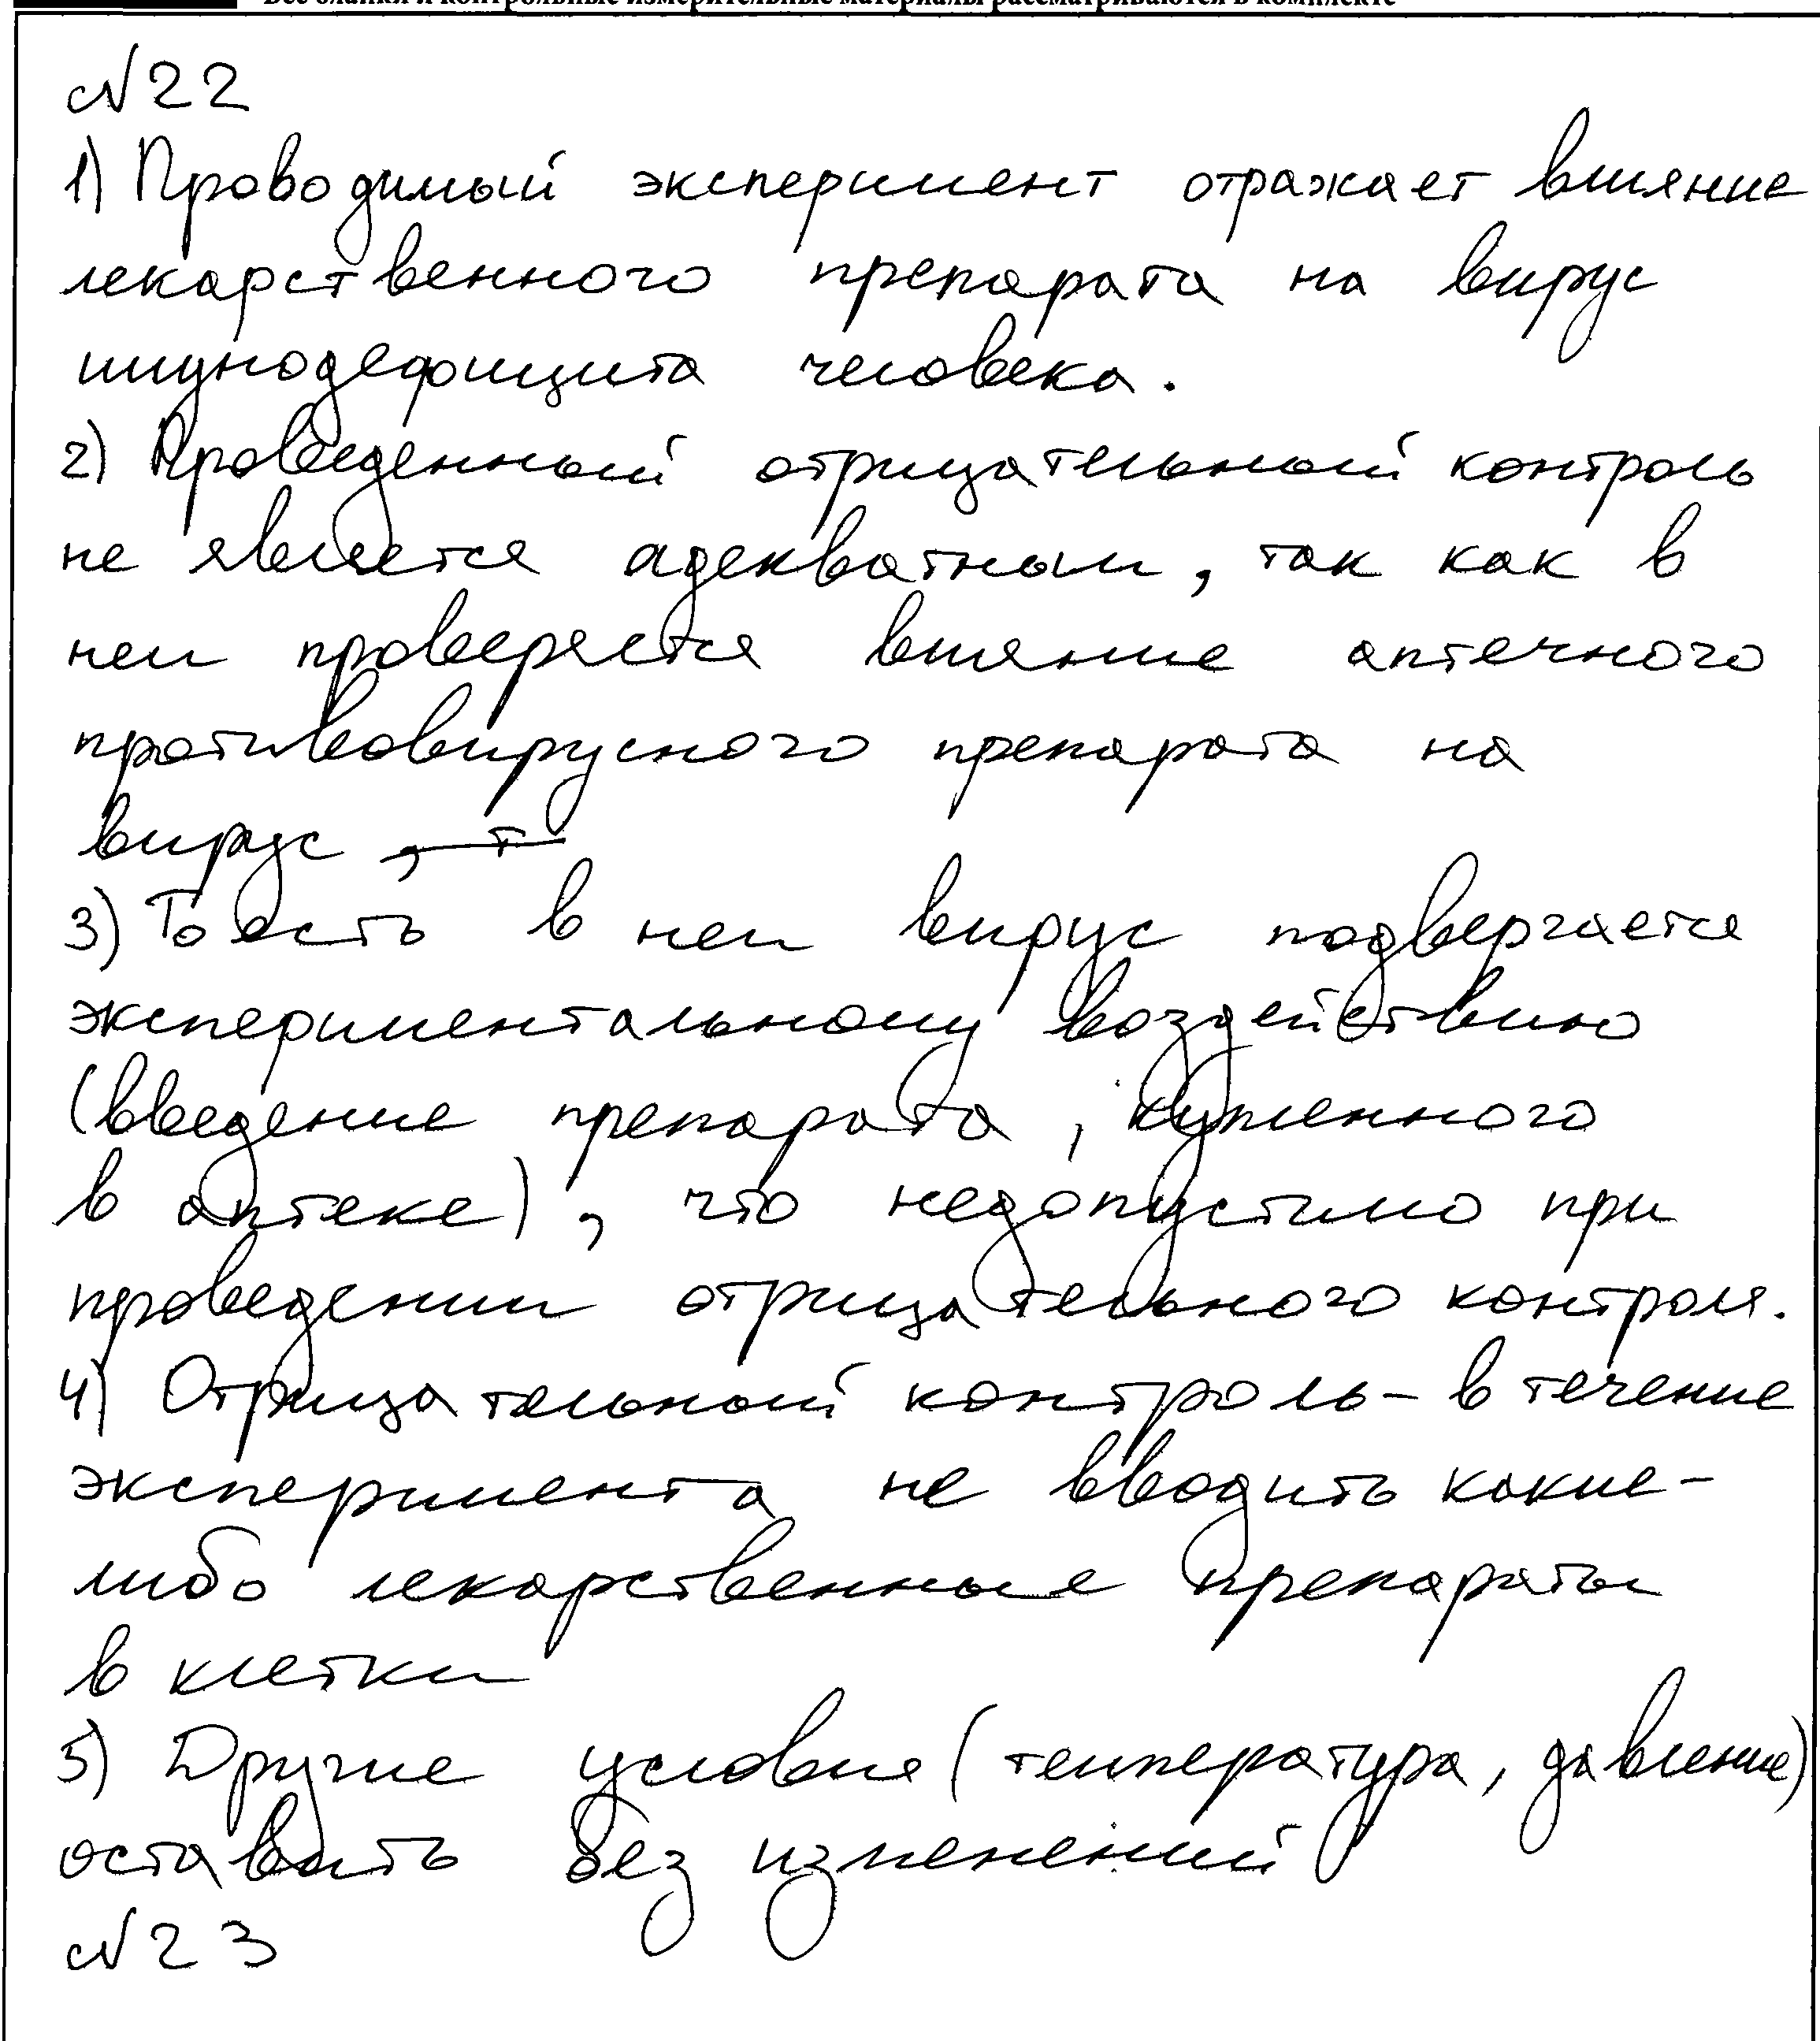 Все бланки и контрольные измерительные материалы рассматриваются в комплекте
№22
1) Проводимый эксперимент отражает влияние
лекарственного препарата на вирус
иммунодефицита человека.
2) Проведенный отрицательный контроль
не является адекватным, так как в
нем проверяется влияние аптечного
противовирусного препарата на
вирус
3) То есть в нем вирус подвергается
экспериментальному воздействию
(введение препарата, купленного
в аптеке), что недопустимо при
проведении отрицательного контроля.
4) Отрицательный контроль – в течение
эксперимента не вводить какие-
либо лекарственные препараты
в клетки
5) Другие условия (температура, давление)
оставить без изменений
№23